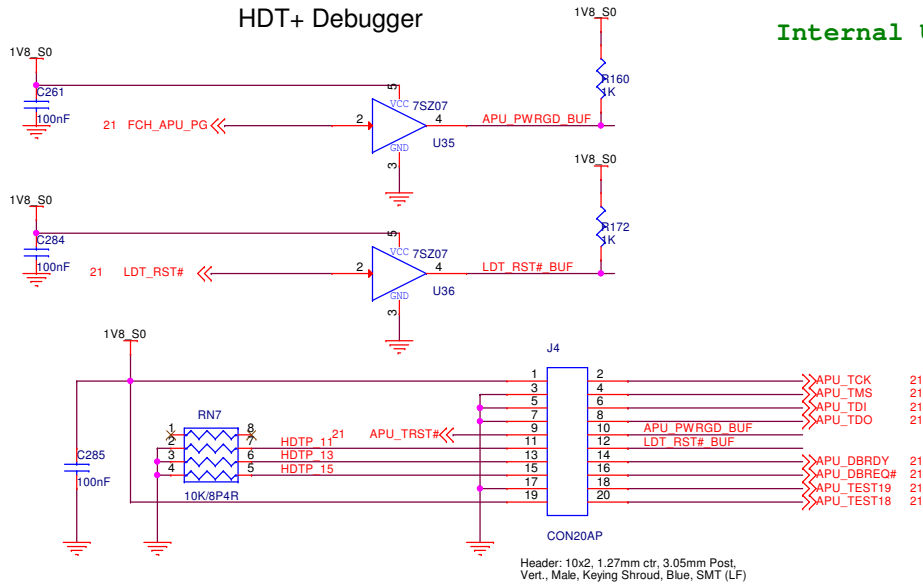 HDT+ Debugger
Internal U
1V8_S0
1V8_S0
C261
100nF
21 FCH_APU_PG
2
5
VCC
7SZ07
4
GND
U35
3
APU_PWRGD_BUF
R160
1K
1V8_S0
1V8_S0
C284
100nF
21 LDT_RST#
2
5
VCC
7SZ07
4
GND
U36
3
LDT_RST#_BUF
R172
1K
1V8_S0
J4
1 2 APU_TCK 21
3 4 APU_TMS 21
5 6 APU_TDI 21
7 8 APU_TDO 21
21 APU_TRST# 9 10 APU_PWRGD_BUF
HDTP_11 11 12 LDT_RST#_BUF
HDTP_13 13 14 APU_DBRDY 21
HDTP_15 15 16 APU_DBREQ# 21
17 18 APU_TEST19 21
19 20 APU_TEST18 21
RN7
1 8
2 7
3 6
4 5
10K/8P4R
C285
100nF
CON20AP
Header: 10x2, 1.27mm ctr, 3.05mm Post,
Vert., Male, Keying Shroud, Blue, SMT (LF)